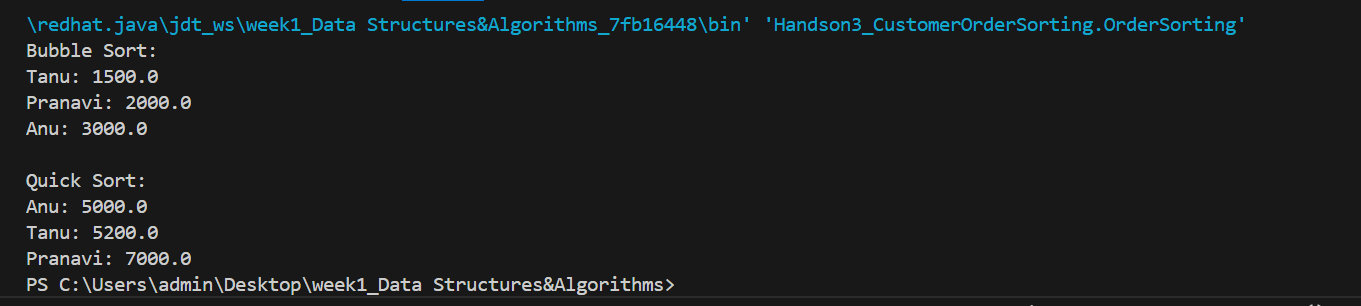 \redhat.java\jdt_ws\week1_Data Structures&Algorithms_7fb16448\bin' 'Handson3_CustomerOrderSorting.OrderSorting'
Bubble Sort:
Tanu: 1500.0
Pranavi: 2000.0
Anu: 3000.0

Quick Sort:
Anu: 5000.0
Tanu: 5200.0
Pranavi: 7000.0
PS C:\Users\admin\Desktop\week1_Data Structures&Algorithms>